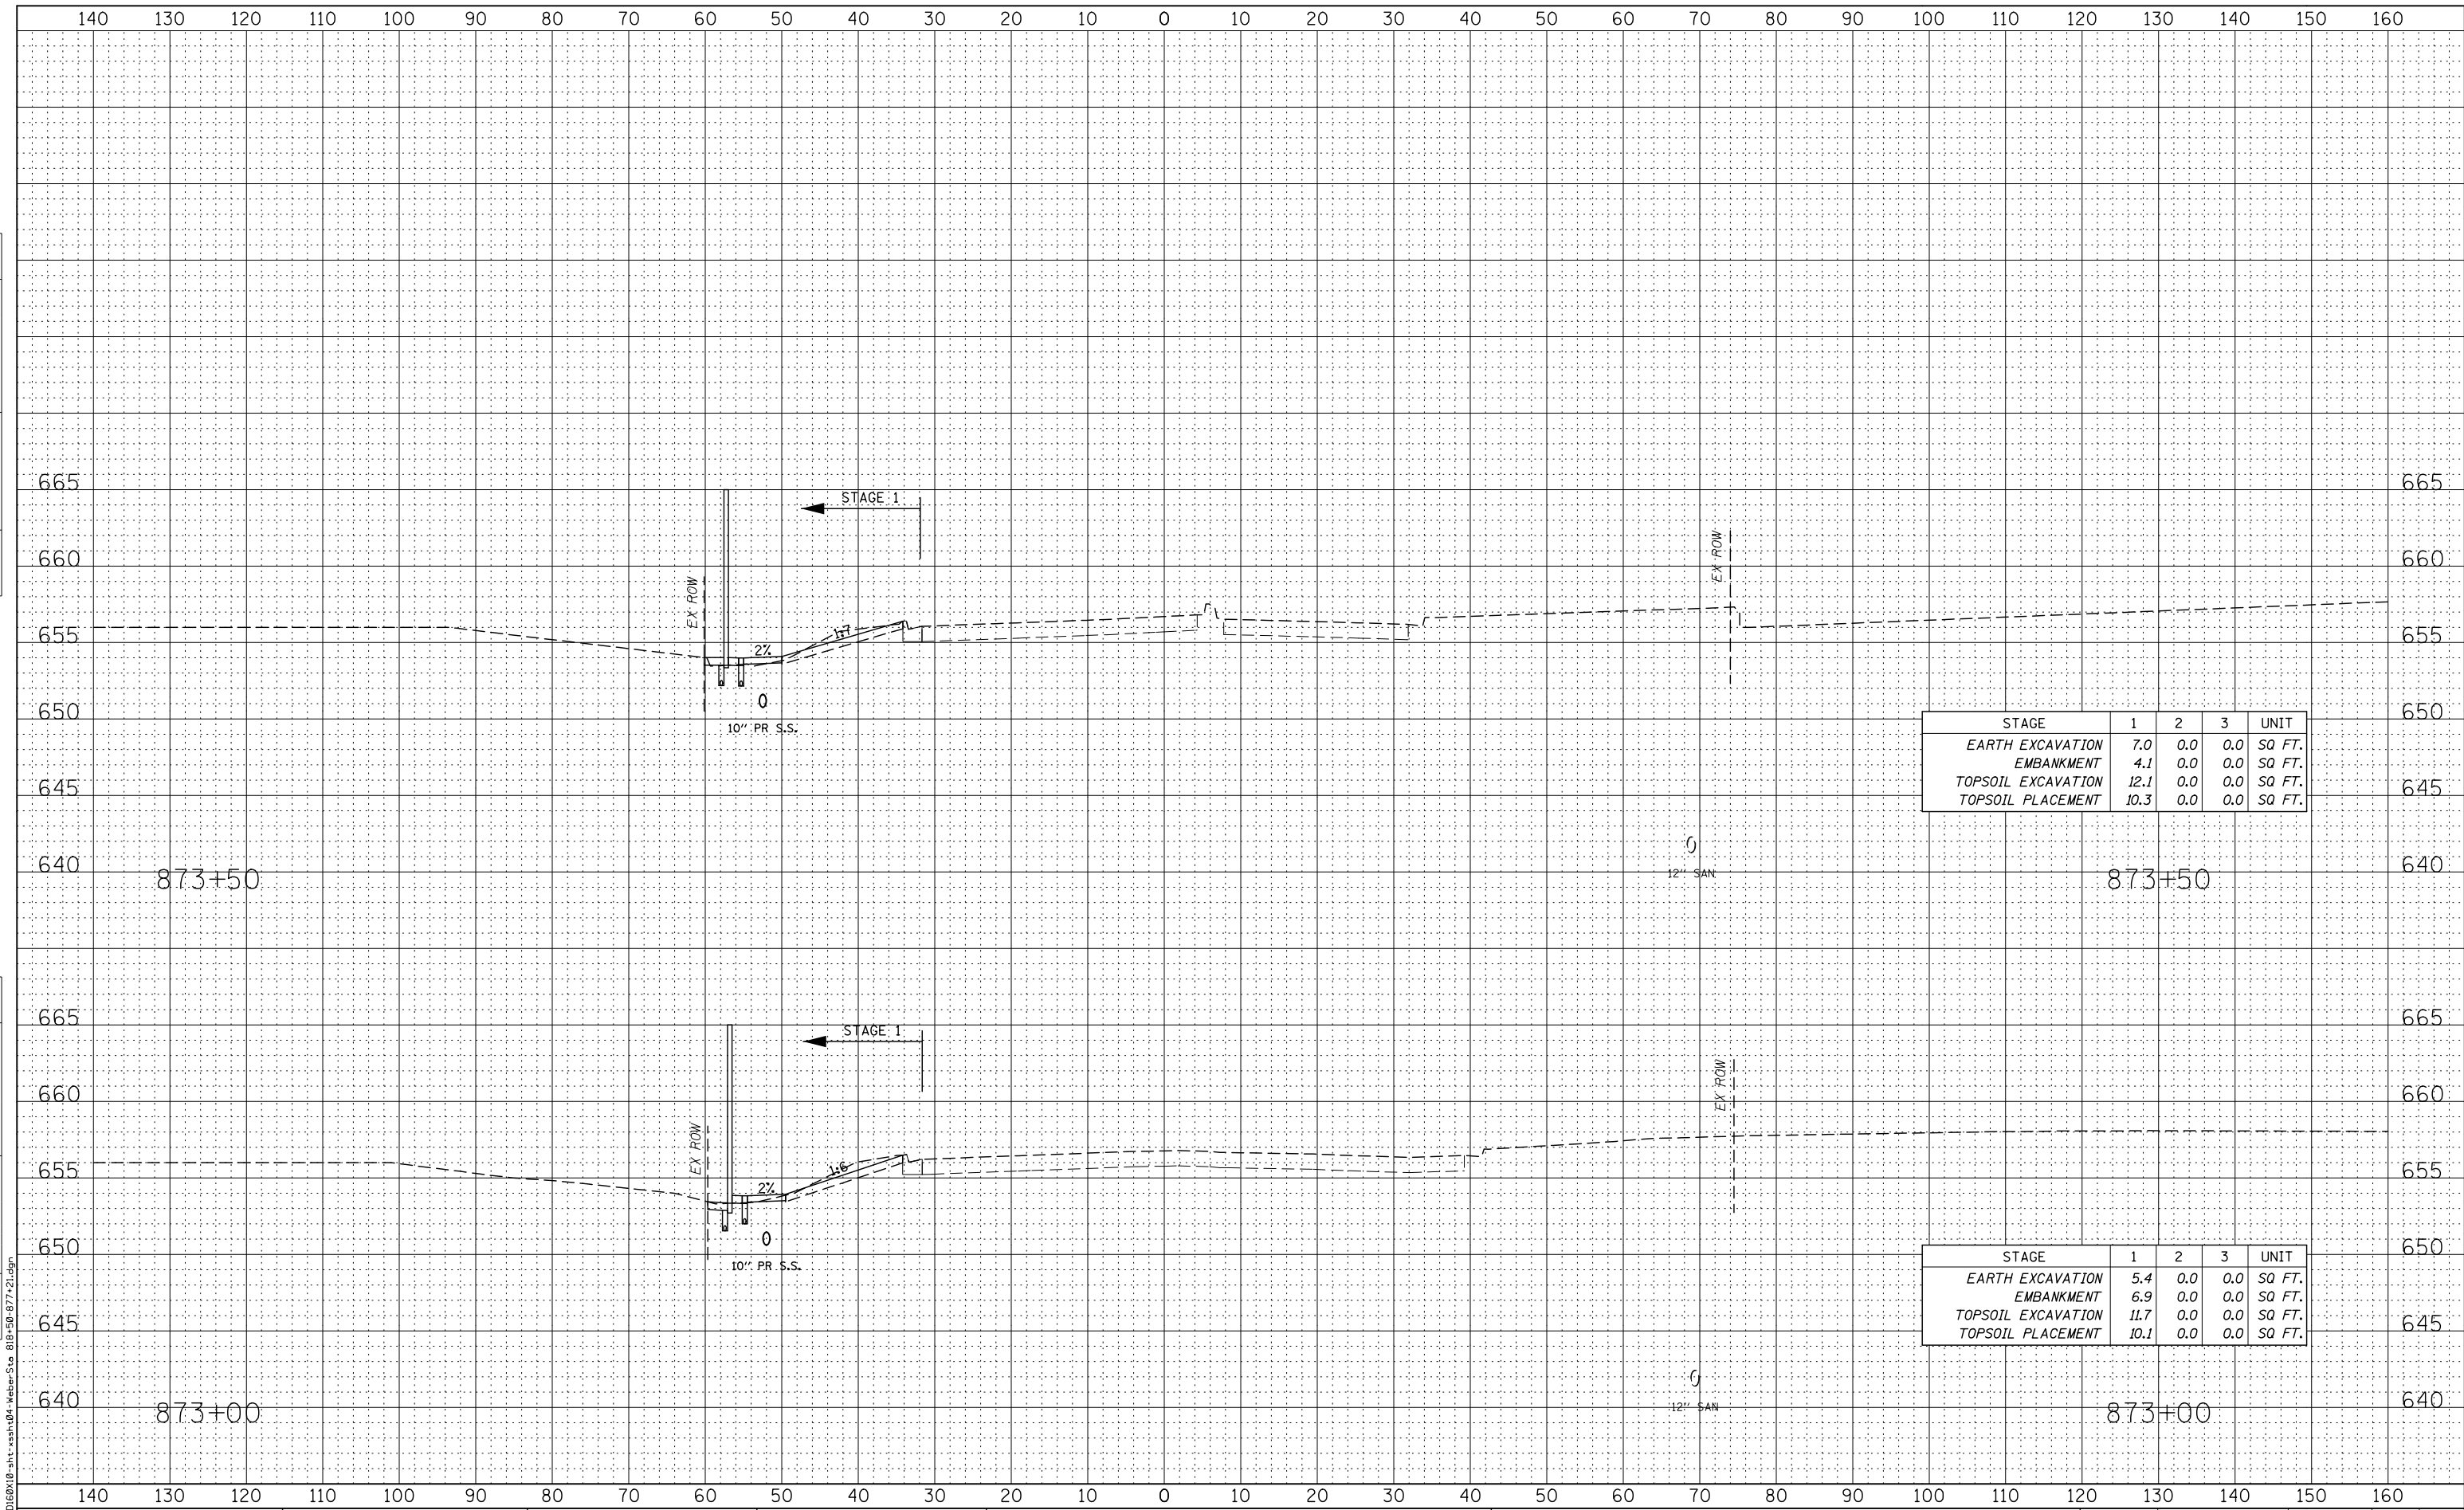 140 130 120 110 100 90 80 70 60 50 40 30 20 10 0 10 20 30 40 50 60 70 80 90 100 110 120 130 140 150 160
665 STAGE 1 665
660 EX ROW EX ROW 660
655 2% 1:7 655
650 10" PR S.S. 650
STAGE 1 2 3 UNIT
EARTH EXCAVATION 7.0 0.0 0.0 SQ FT.
EMBANKMENT 4.1 0.0 0.0 SQ FT.
TOPSOIL EXCAVATION 12.1 0.0 0.0 SQ FT.
TOPSOIL PLACEMENT 10.3 0.0 0.0 SQ FT.
645 645
640 873+50 12" SAN 873+50 640
665 STAGE 1 665
660 EX ROW EX ROW 660
655 2% 1:6 655
650 10" PR S.S. 650
STAGE 1 2 3 UNIT
EARTH EXCAVATION 5.4 0.0 0.0 SQ FT.
EMBANKMENT 6.9 0.0 0.0 SQ FT.
TOPSOIL EXCAVATION 11.7 0.0 0.0 SQ FT.
TOPSOIL PLACEMENT 10.1 0.0 0.0 SQ FT.
645 645
640 873+00 12" SAN 873+00 640
140 130 120 110 100 90 80 70 60 50 40 30 20 10 0 10 20 30 40 50 60 70 80 90 100 110 120 130 140 150 160
D160X10-sht-xssht04-WeberSta 818+50-877+21.dgn